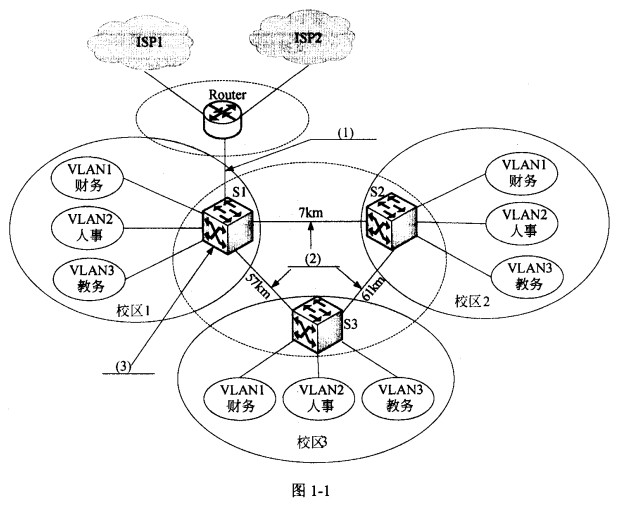 ISP1
ISP2
Router
(1)
VLAN1
财务
VLAN2
人事
VLAN3
教务
校区1
S1
7km
S2
VLAN1
财务
VLAN2
人事
VLAN3
教务
校区2
(2)
57km
61km
S3
(3)
VLAN1
财务
VLAN2
人事
VLAN3
教务
校区3
图 1-1